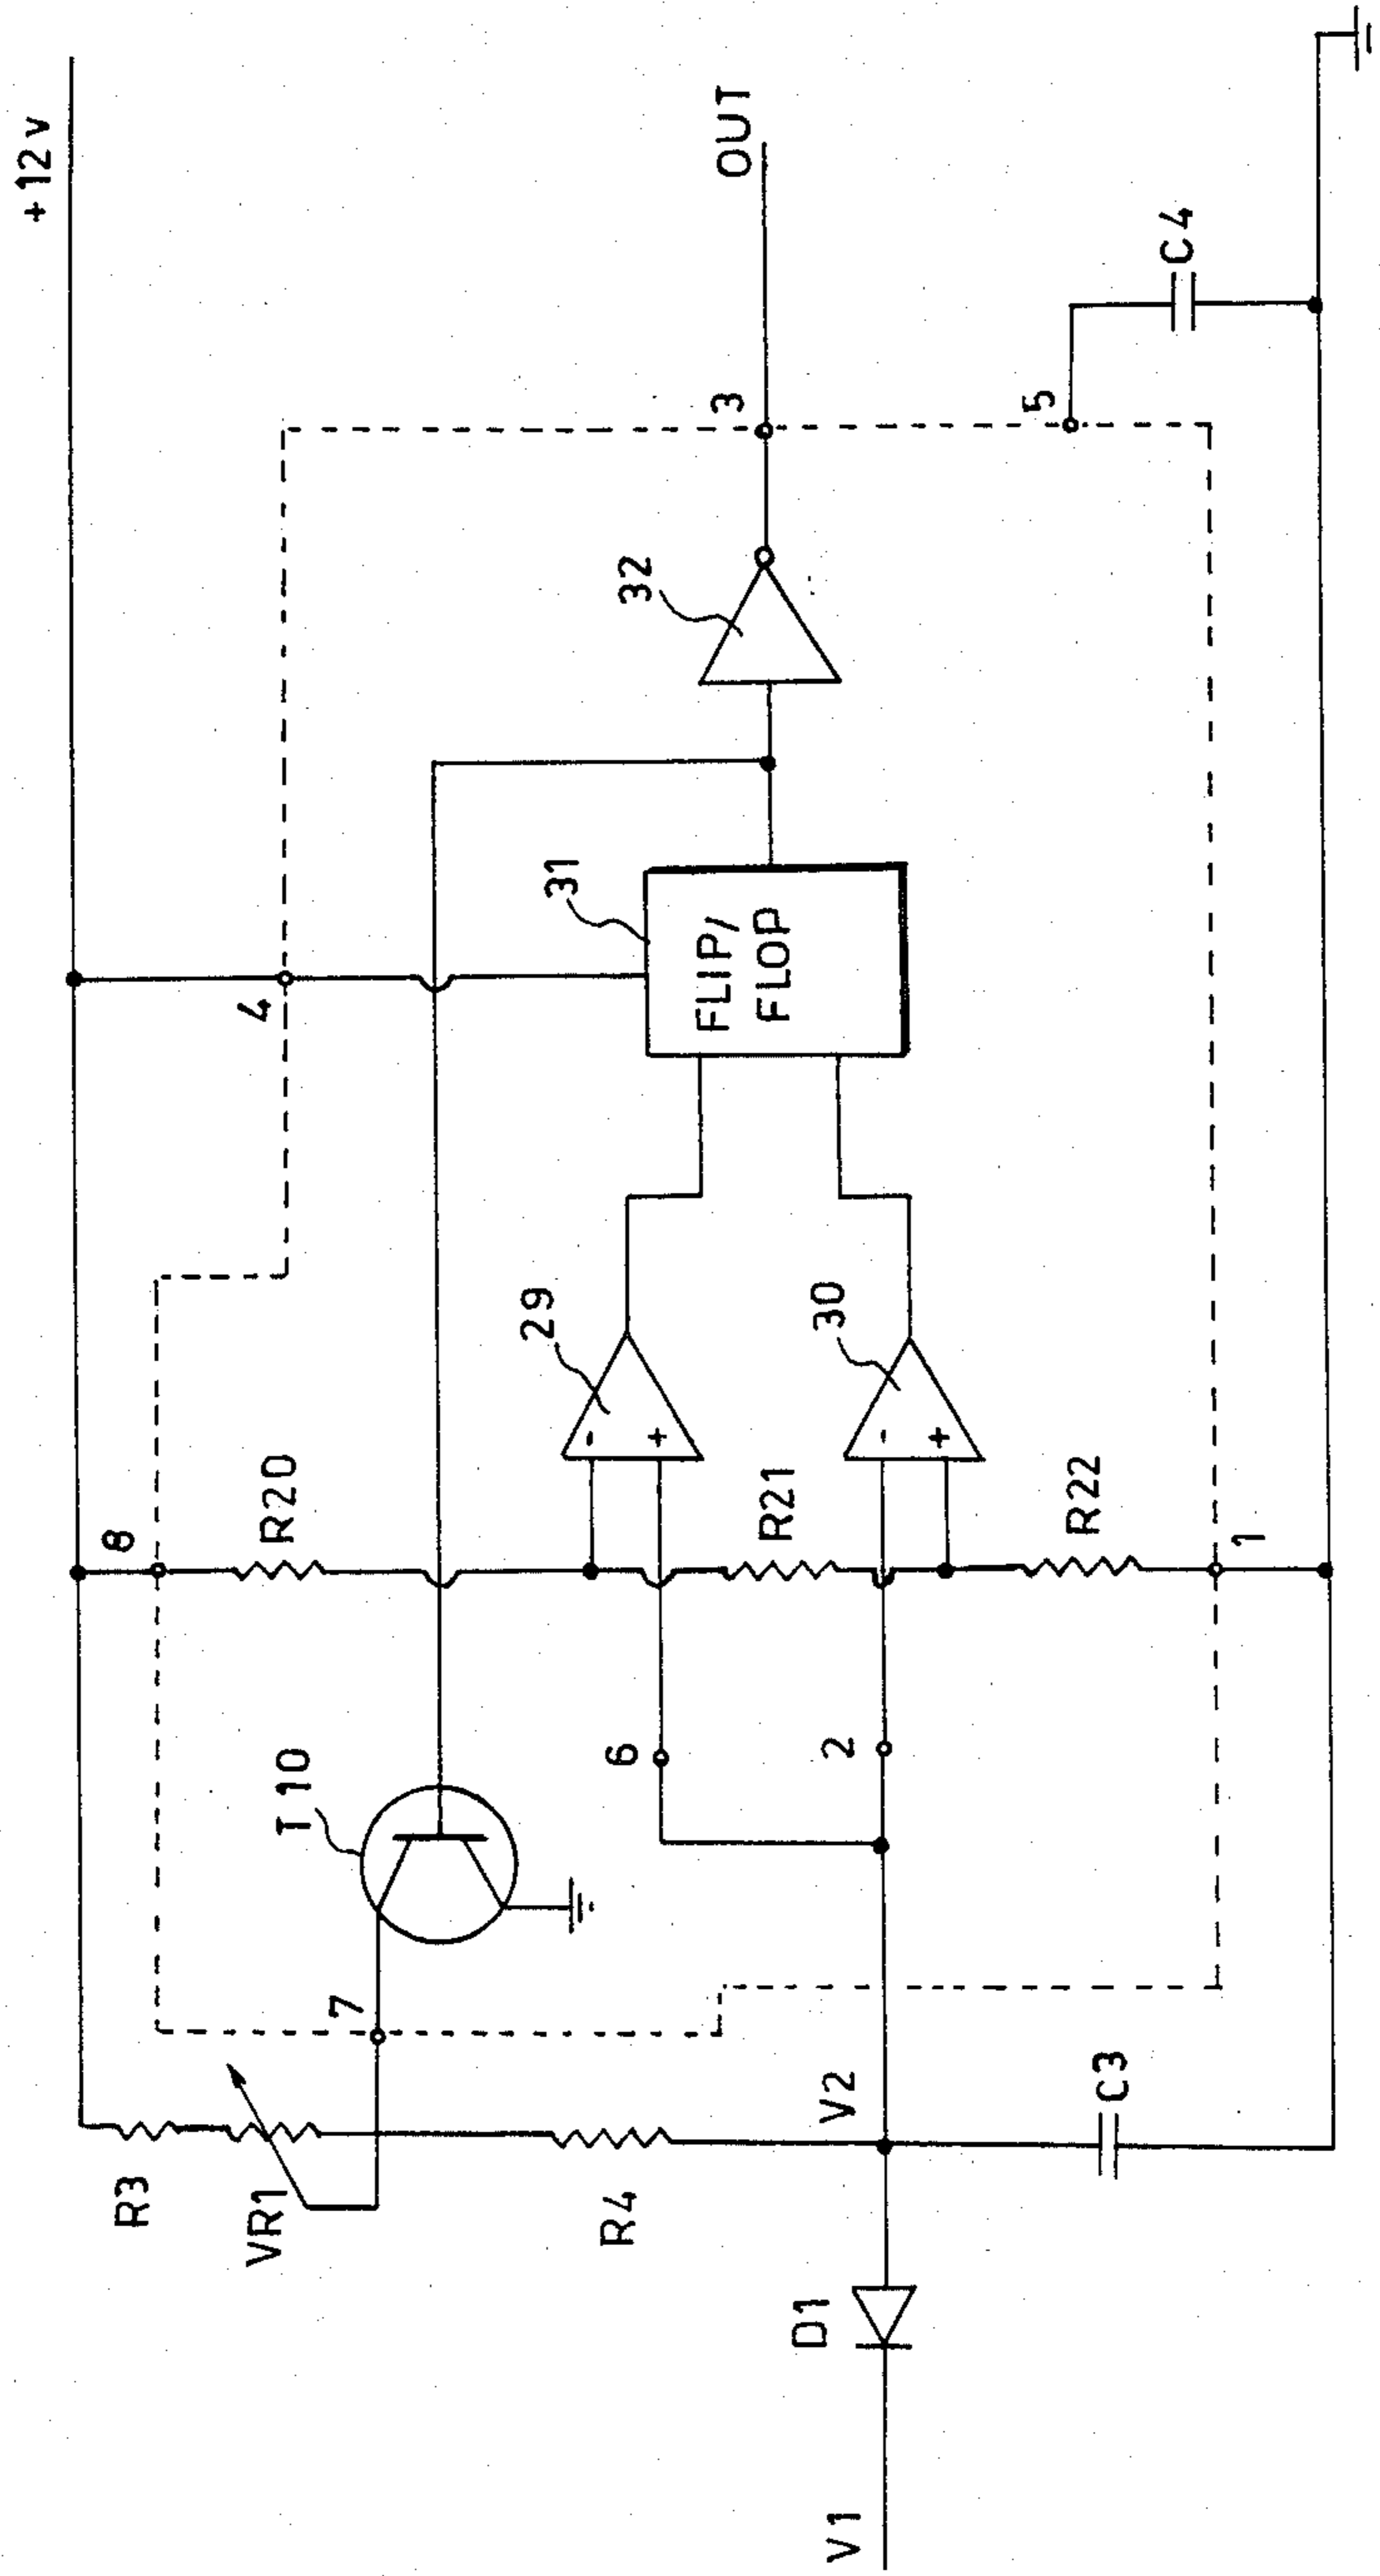 +12v
R3
VR1
7
T10
8
R20
4
R4
6
29
31
FLIP/
FLOP
32
3
OUT
V1
D1
V2
2
R21
30
5
C4
C3
R22
1
-
+
-
+